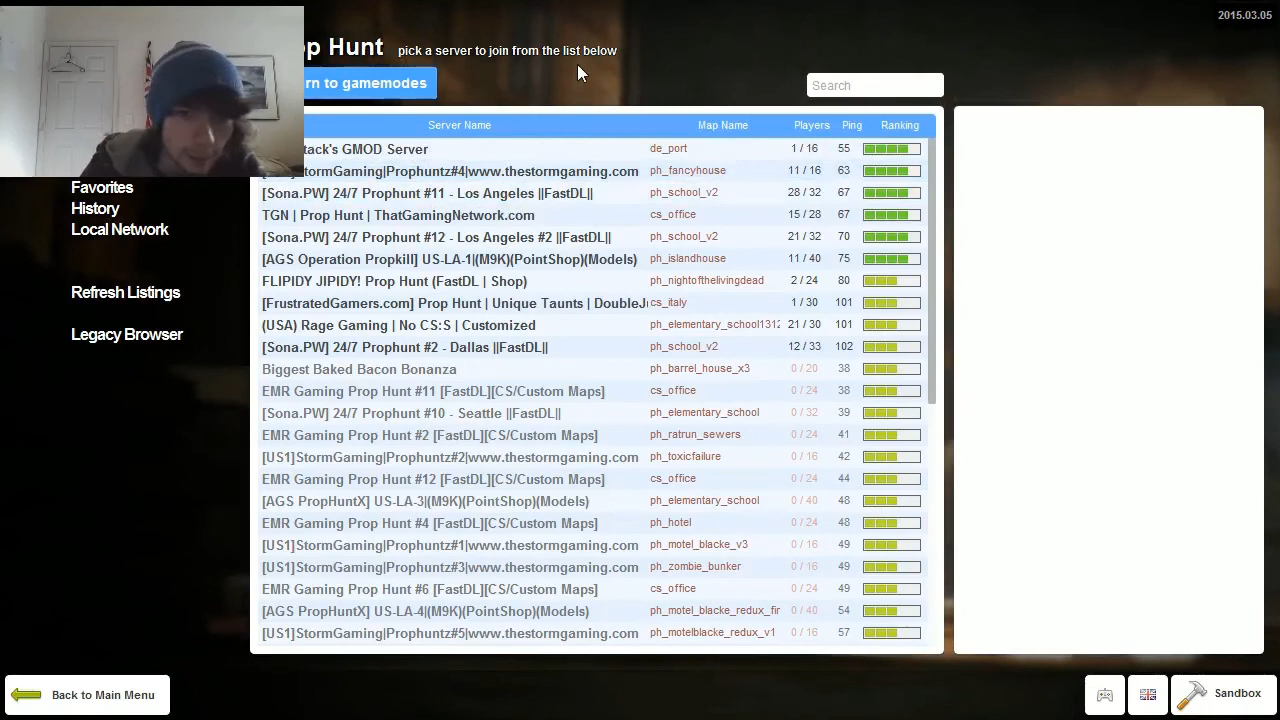 2015.03.05
op Hunt pick a server to join from the list below
rn to gamemodes
Search
Server Name Map Name Players Ping Ranking
tack's GMOD Server de_port 1 / 16 55
tormGaming|Prophuntz#4|www.thestormgaming.com ph_fancyhouse 11 / 16 63
[Sona.PW] 24/7 Prophunt #11 - Los Angeles ||FastDL|| ph_school_v2 28 / 32 67
TGN | Prop Hunt | ThatGamingNetwork.com cs_office 15 / 28 67
[Sona.PW] 24/7 Prophunt #12 - Los Angeles #2 ||FastDL|| ph_school_v2 21 / 32 70
[AGS Operation Propkill] US-LA-1|(M9K)(PointShop)(Models) ph_islandhouse 11 / 40 75
FLIPIDY JIPIDY! Prop Hunt (FastDL | Shop) ph_nightofthelivingdead 2 / 24 80
[FrustratedGamers.com] Prop Hunt | Unique Taunts | DoubleJ cs_italy 1 / 30 101
(USA) Rage Gaming | No CS:S | Customized ph_elementary_school1312 21 / 30 101
[Sona.PW] 24/7 Prophunt #2 - Dallas ||FastDL|| ph_school_v2 12 / 33 102
Biggest Baked Bacon Bonanza ph_barrel_house_x3 0 / 20 38
EMR Gaming Prop Hunt #11 [FastDL][CS/Custom Maps] cs_office 0 / 24 38
[Sona.PW] 24/7 Prophunt #10 - Seattle ||FastDL|| ph_elementary_school 0 / 32 39
EMR Gaming Prop Hunt #2 [FastDL][CS/Custom Maps] ph_ratrun_sewers 0 / 24 41
[US1]StormGaming|Prophuntz#2|www.thestormgaming.com ph_toxicfailure 0 / 16 42
EMR Gaming Prop Hunt #12 [FastDL][CS/Custom Maps] cs_office 0 / 24 44
[AGS PropHuntX] US-LA-3|(M9K)(PointShop)(Models) ph_elementary_school 0 / 40 48
EMR Gaming Prop Hunt #4 [FastDL][CS/Custom Maps] ph_hotel 0 / 24 48
[US1]StormGaming|Prophuntz#1|www.thestormgaming.com ph_motel_blacke_v3 0 / 16 49
[US1]StormGaming|Prophuntz#3|www.thestormgaming.com ph_zombie_bunker 0 / 16 49
EMR Gaming Prop Hunt #6 [FastDL][CS/Custom Maps] cs_office 0 / 24 49
[AGS PropHuntX] US-LA-4|(M9K)(PointShop)(Models) ph_motel_blacke_redux_fir 0 / 40 54
[US1]StormGaming|Prophuntz#5|www.thestormgaming.com ph_motelblacke_redux_v1 0 / 16 57
Favorites
History
Local Network
Refresh Listings
Legacy Browser
Back to Main Menu
Sandbox